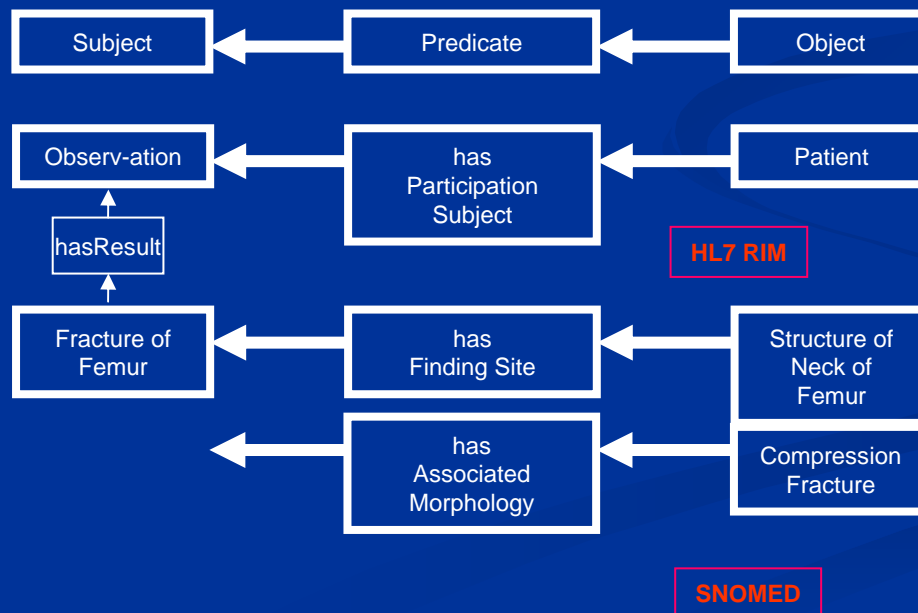 Subject
Predicate
Object
Observ-ation
has
Participation
Subject
Patient
hasResult
HL7 RIM
Fracture of
Femur
has
Finding Site
Structure of
Neck of
Femur
has
Associated
Morphology
Compression
Fracture
SNOMED